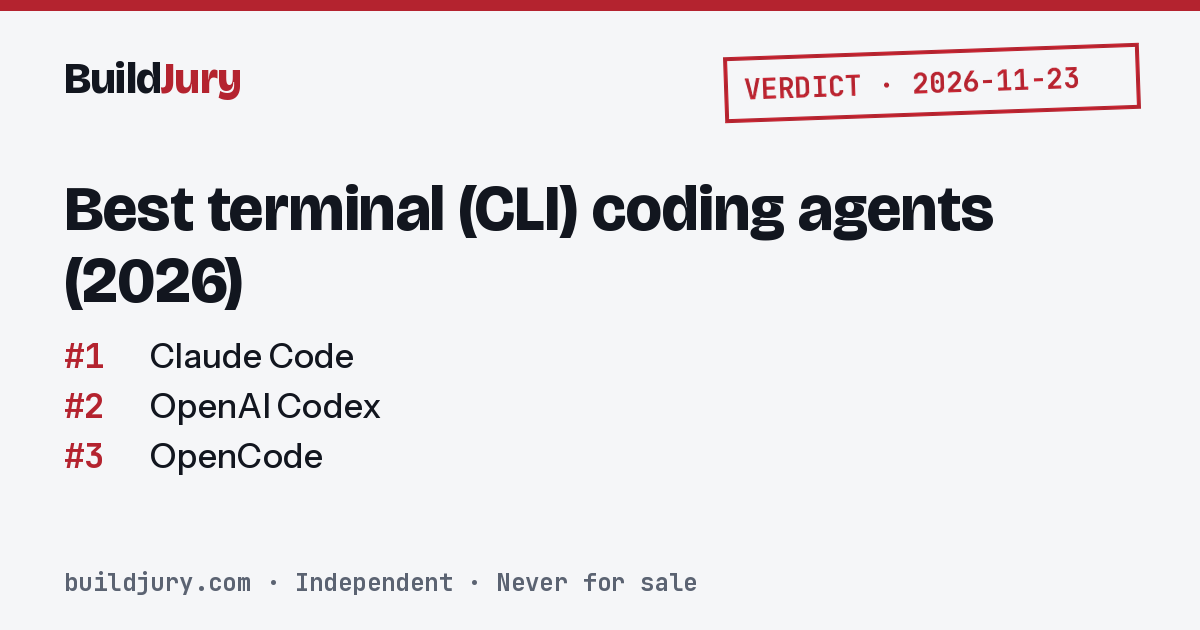 BuildJury
VERDICT · 2026-11-23
Best terminal (CLI) coding agents
(2026)
#1 Claude Code
#2 OpenAI Codex
#3 OpenCode
buildjury.com · Independent · Never for sale